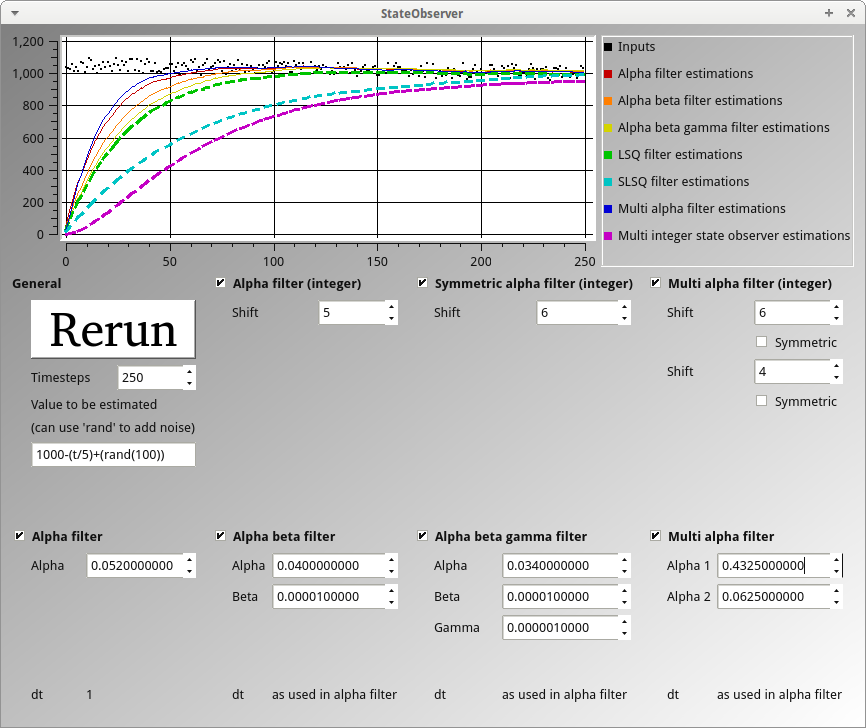 StateObserver
1,200
1,000
800
600
400
200
0
0 50 100 150 200 250
Inputs
Alpha filter estimations
Alpha beta filter estimations
Alpha beta gamma filter estimations
LSQ filter estimations
SLSQ filter estimations
Multi alpha filter estimations
Multi integer state observer estimations
General
Rerun
Timesteps 250
Value to be estimated
(can use 'rand' to add noise)
1000-(t/5)+(rand(100))
Alpha filter (integer)
Shift 5
Symmetric alpha filter (integer)
Shift 6
Multi alpha filter (integer)
Shift 6
Symmetric
Shift 4
Symmetric
Alpha filter
Alpha 0.0520000000
dt 1
Alpha beta filter
Alpha 0.0400000000
Beta 0.0000100000
dt as used in alpha filter
Alpha beta gamma filter
Alpha 0.0340000000
Beta 0.0000100000
Gamma 0.0000010000
dt as used in alpha filter
Multi alpha filter
Alpha 1 0.4325000000
Alpha 2 0.0625000000
dt as used in alpha filter